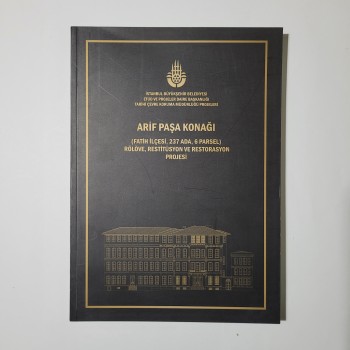 İSTANBUL BÜYÜKŞEHİR BELEDİYESİ
ETÜD VE PROJELER DAİRE BAŞKANLIĞI
TARİHİ ÇEVRE KORUMA MÜDÜRLÜĞÜ PROJELERİ
ARİF PAŞA KONAĞI
(FATİH İLÇESİ, 237 ADA, 6 PARSEL)
RÖLÖVE, RESTİTÜSYON VE RESTORASYON
PROJESİ